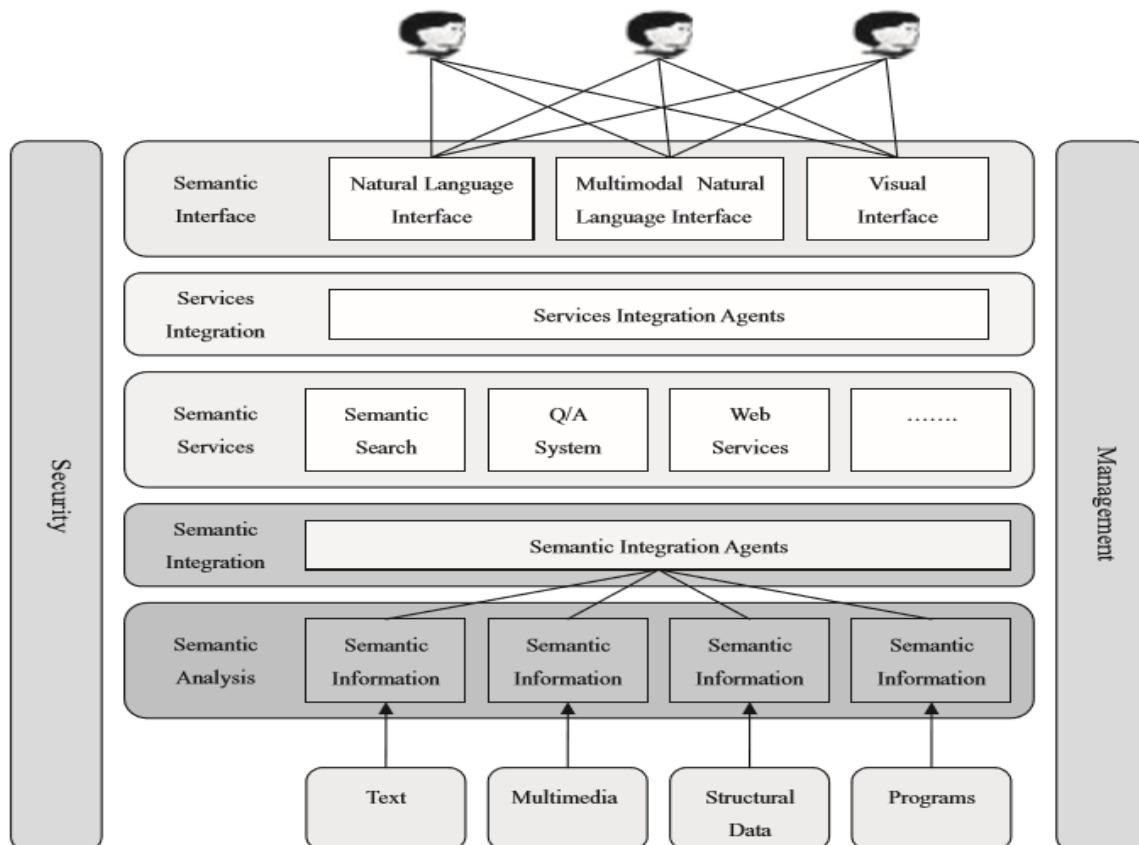 Semantic
Interface
Natural Language
Interface
Multimodal Natural
Language Interface
Visual
Interface
Services
Integration
Services Integration Agents
Semantic
Services
Semantic
Search
Q/A
System
Web
Services
…….
Semantic
Integration
Semantic Integration Agents
Semantic
Analysis
Semantic
Information
Semantic
Information
Semantic
Information
Semantic
Information
Text
Multimedia
Structural
Data
Programs
Security
Management